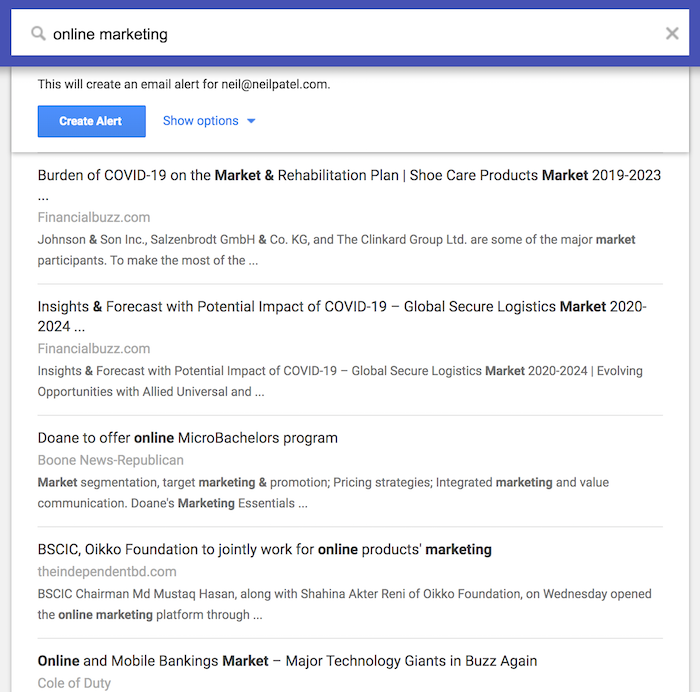 online marketing
This will create an email alert for neil@neilpatel.com.
Create Alert
Show options
Burden of COVID-19 on the Market & Rehabilitation Plan | Shoe Care Products Market 2019-2023
...
Financialbuzz.com
Johnson & Son Inc., Salzenbrodt GmbH & Co. KG, and The Clinkard Group Ltd. are some of the major market
participants. To make the most of the ...
Insights & Forecast with Potential Impact of COVID-19 – Global Secure Logistics Market 2020-
2024 ...
Financialbuzz.com
Insights & Forecast with Potential Impact of COVID-19 – Global Secure Logistics Market 2020-2024 | Evolving
Opportunities with Allied Universal and ...
Doane to offer online MicroBachelors program
Boone News-Republican
Market segmentation, target marketing & promotion; Pricing strategies; Integrated marketing and value
communication. Doane's Marketing Essentials ...
BSCIC, Oikko Foundation to jointly work for online products' marketing
theindependentbd.com
BSCIC Chairman Md Mustaq Hasan, along with Shahina Akter Reni of Oikko Foundation, on Wednesday opened
the online marketing platform through ...
Online and Mobile Bankings Market – Major Technology Giants in Buzz Again
Cole of Duty